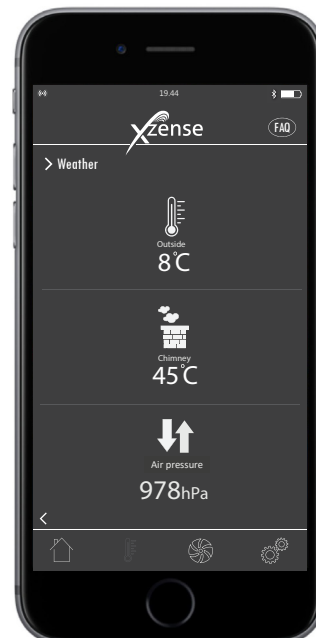 19.44
xzense
FAQ
Weather
Outside
8°C
Chimney
45°C
Air pressure
978hPa